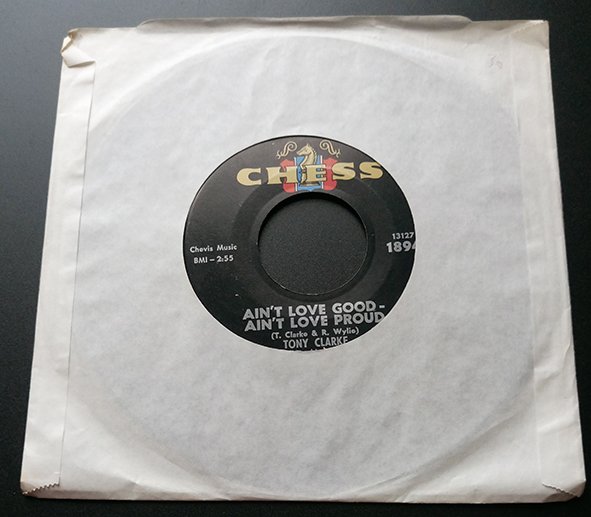 CHESS
Chevis Music
BMI - 2:55
13127
1894
AIN'T LOVE GOOD -
AIN'T LOVE PROUD
(T. Clarke & R. Wylie)
TONY CLARKE